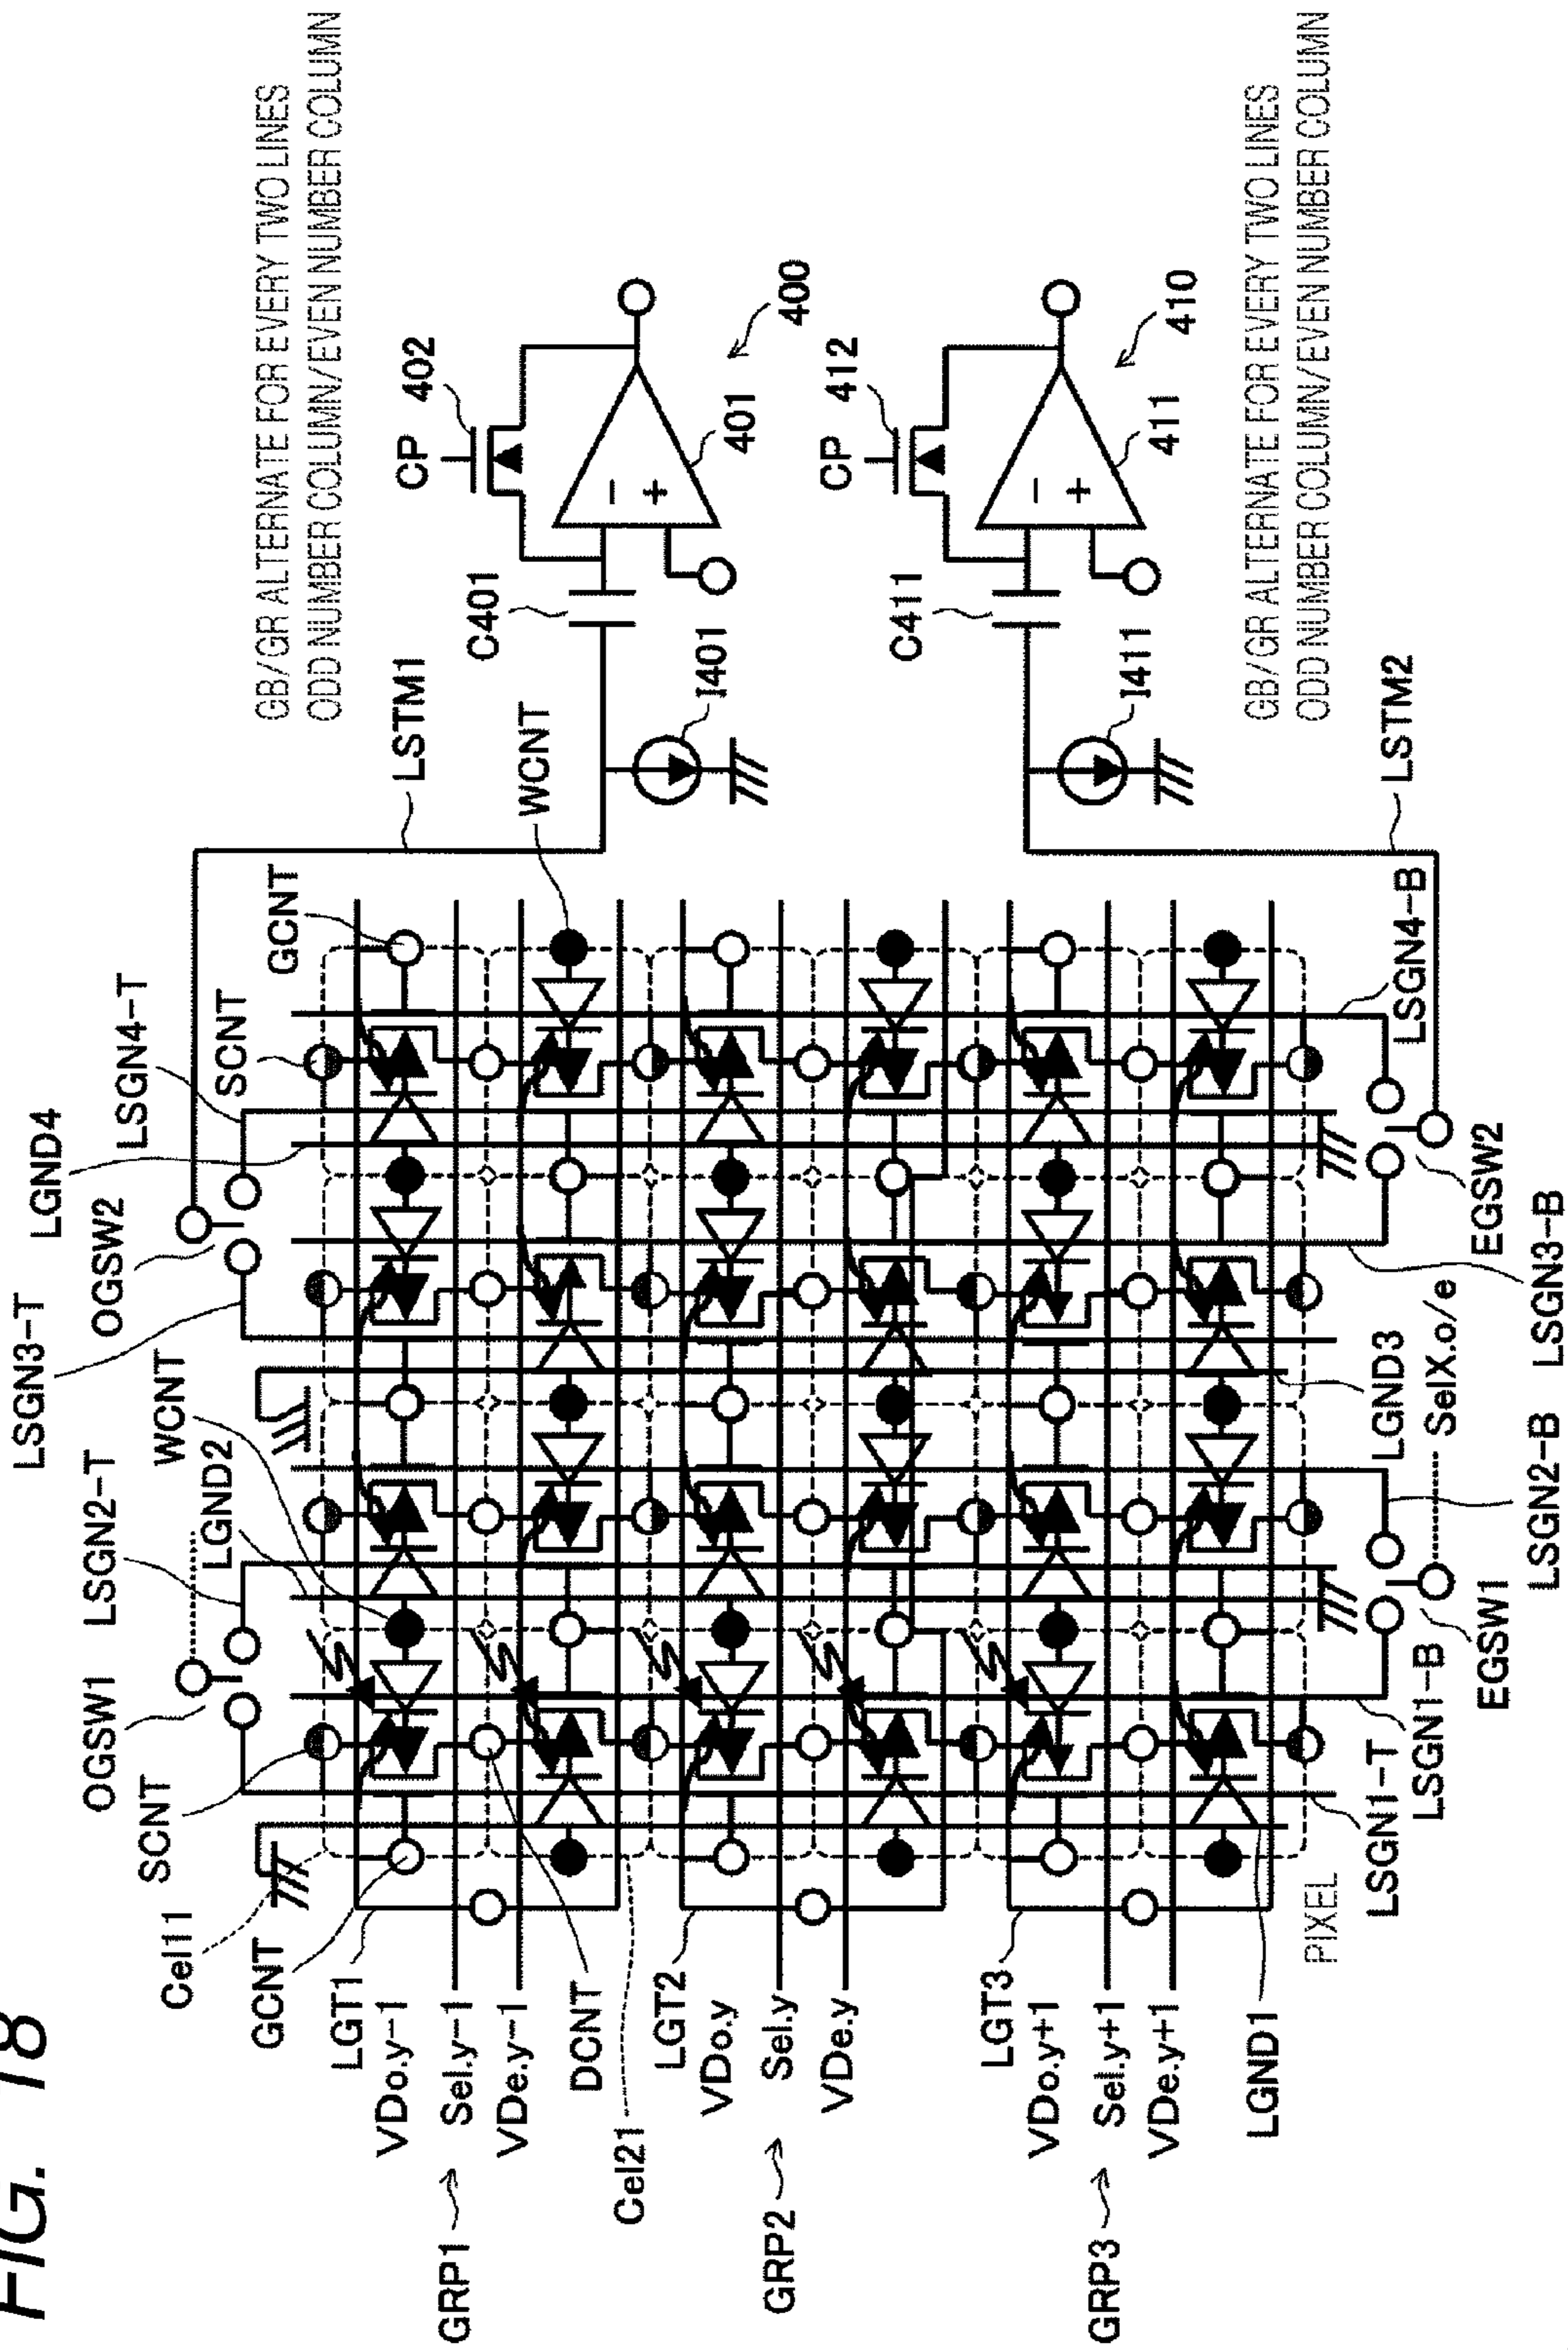 FIG. 18
GB/GR ALTERNATE FOR EVERY TWO LINES
ODD NUMBER COLUMN/EVEN NUMBER COLUMN
LSGN3-T
OGSW2
LGND4
LSGN4-T
SCNT
GCNT
LSTM1
WCNT
OGSW1
LSGN2-T
LGND2
WCNT
SCNT
Cel11
GCNT
LGT1
VDo.y-1
Sel.y-1
VDe.y-1
GRP1
DCNT
Cel21
LGT2
VDo.y
Sel.y
VDe.y
GRP2
LGT3
VDo.y+1
Sel.y+1
VDe.y+1
GRP3
LGND1
PIXEL
LSGN1-T
LSGN1-B
EGSW1
LSGN2-B
SelX.o/e
LGND3
LSGN3-B
EGSW2
LSGN4-B
LSTM2
C401
I401
CP
402
401
400
-
+
C411
I411
CP
412
411
410
-
+
GB/GR ALTERNATE FOR EVERY TWO LINES
ODD NUMBER COLUMN/EVEN NUMBER COLUMN